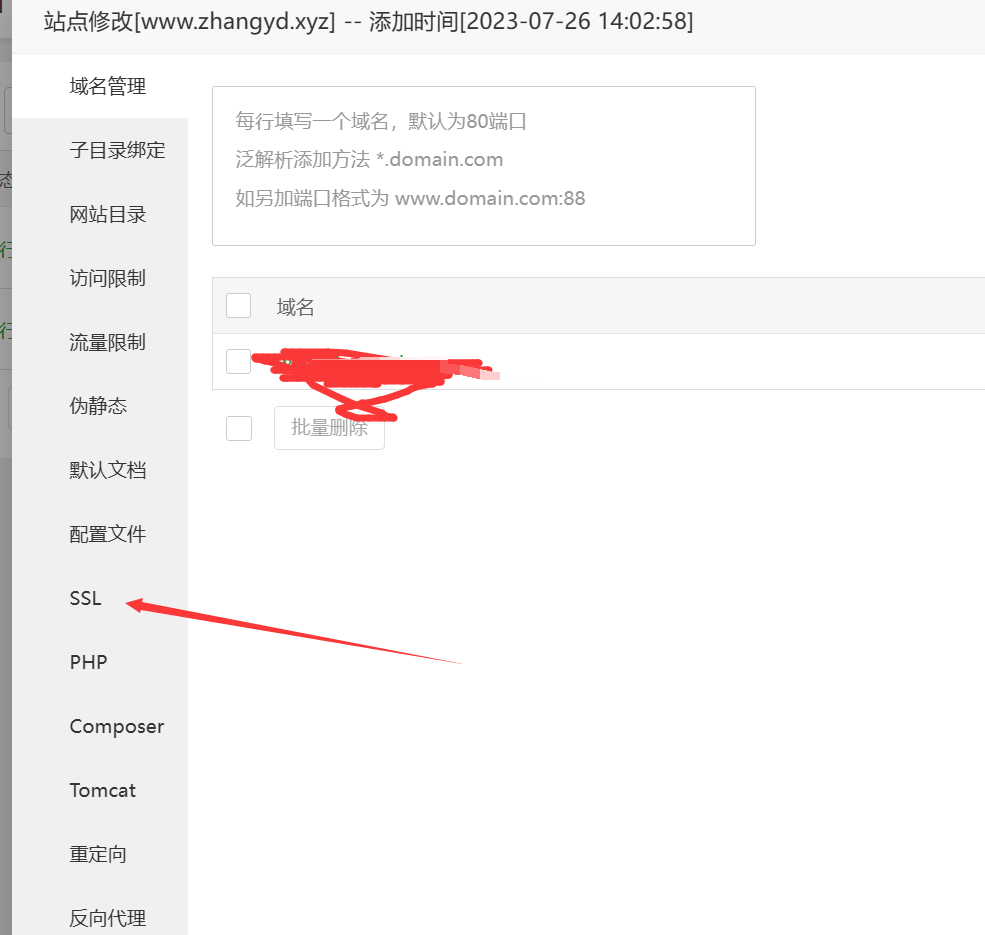 站点修改[www.zhangyd.xyz] -- 添加时间[2023-07-26 14:02:58]
域名管理
子目录绑定
网站目录
访问限制
流量限制
伪静态
默认文档
配置文件
SSL
PHP
Composer
Tomcat
重定向
反向代理
每行填写一个域名，默认为80端口
泛解析添加方法 *.domain.com
如另加端口格式为 www.domain.com:88
域名
批量删除
态
行
行